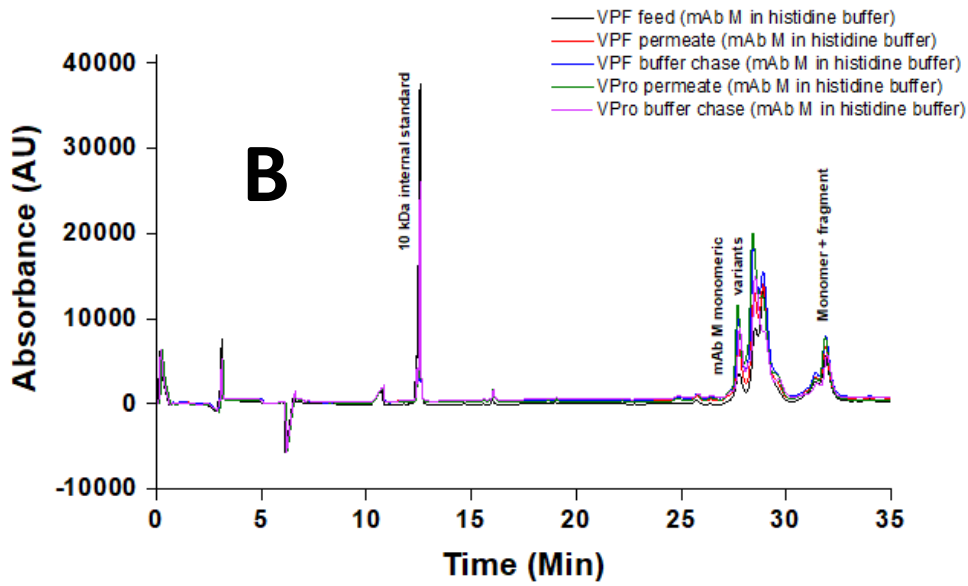 VPF feed (mAb M in histidine buffer)
VPF permeate (mAb M in histidine buffer)
VPF buffer chase (mAb M in histidine buffer)
VPro permeate (mAb M in histidine buffer)
VPro buffer chase (mAb M in histidine buffer)
B
Absorbance (AU)
40000
30000
20000
10000
0
-10000
10 kDa internal standard
mAb M monomeric
variants
Monomer + fragment
0 5 10 15 20 25 30 35
Time (Min)